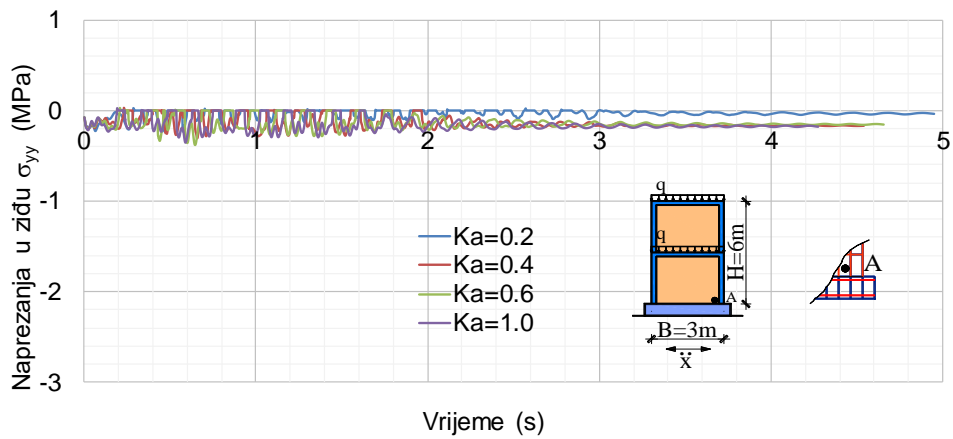 Naprezanja u ziđu σyy (MPa)
1
0
-1
-2
-3
0 1 2 3 4 5
Vrijeme (s)
Ka=0.2
Ka=0.4
Ka=0.6
Ka=1.0
q
q
H=6m
A
B=3m
ẍ
A